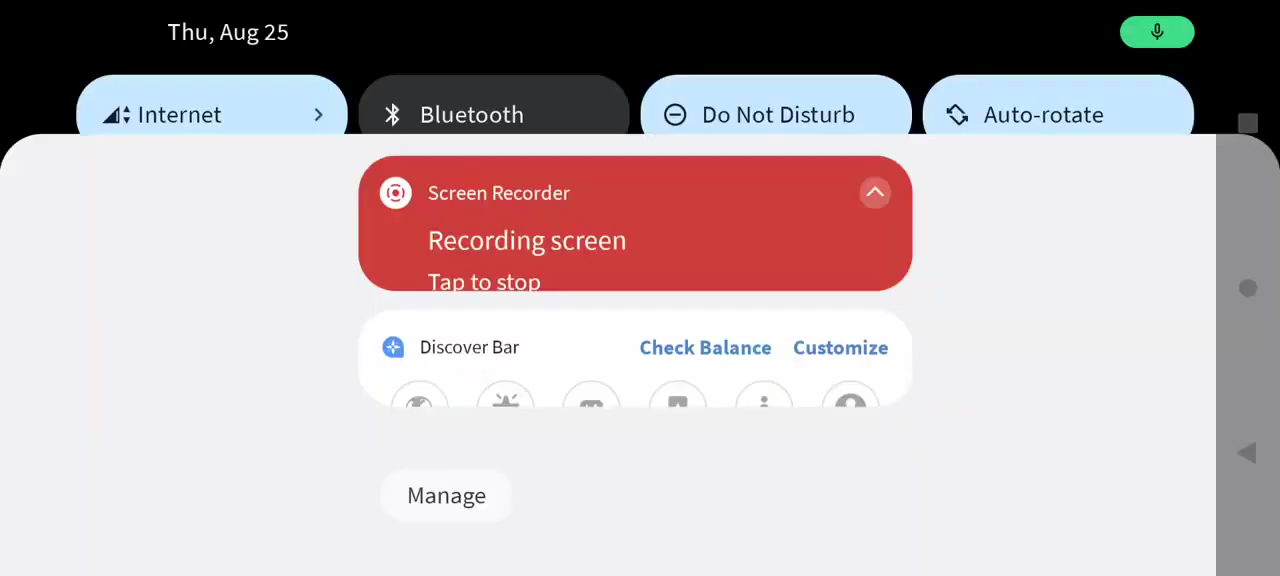 Thu, Aug 25
Internet
Bluetooth
Do Not Disturb
Auto-rotate
Screen Recorder
Recording screen
Tap to stop
Discover Bar
Check Balance
Customize
Manage